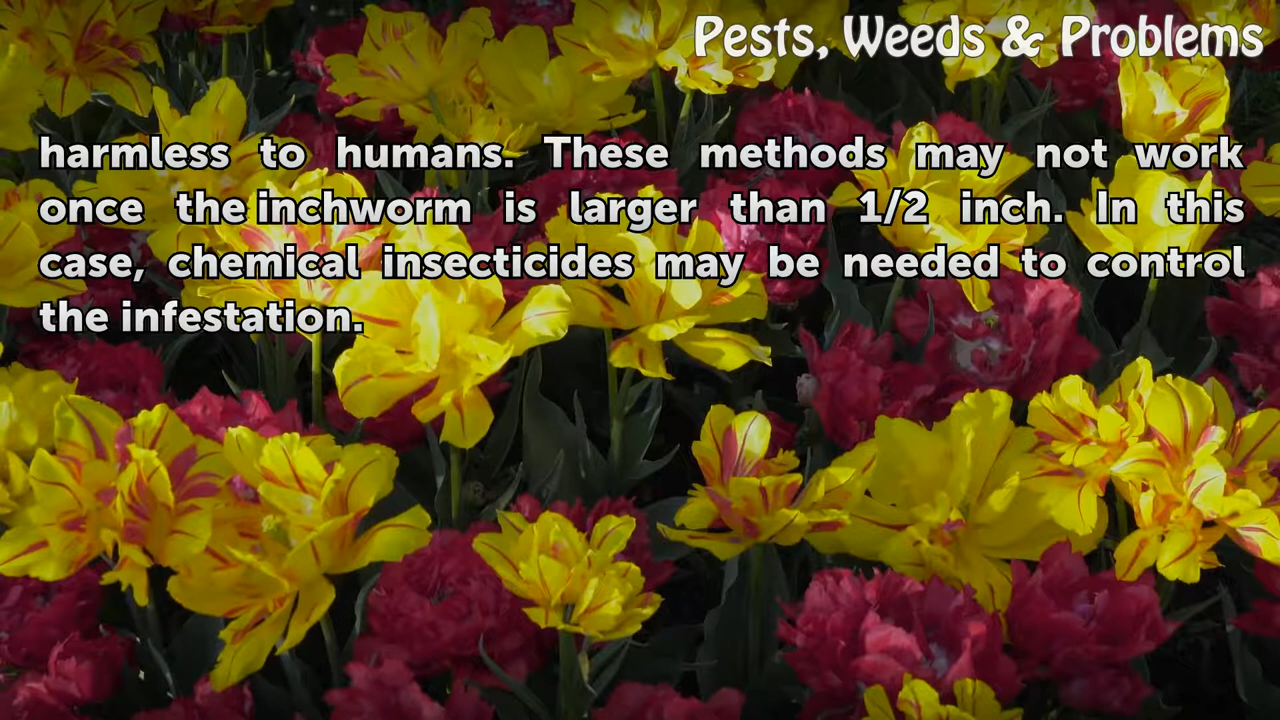 Pests, Weeds & Problems
harmless to humans. These methods may not work
once the inchworm is larger than 1/2 inch. In this
case, chemical insecticides may be needed to control
the infestation.